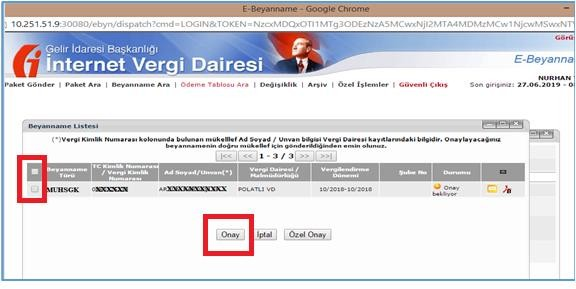 E-Beyanname - Google Chrome
10.251.51.9:30080/ebyn/dispatch?cmd=LOGIN&TOKEN=
Görü
Gelir İdaresi Başkanlığı
İnternet Vergi Dairesi
E-Beyanna
NURHAN
Paket Gönder | Paket Ara | Beyanname Ara | Ödeme Tablosu Ara | Değişiklik | Arşiv | Özel İşlemler | Güvenli Çıkış
Son girişiniz: 27.06.2019 - 0
Beyanname Listesi
(*)Vergi Kimlik Numarası kolonunda bulunan mükellef Ad Soyad / Unvan bilgisi Vergi Dairesi kayıtlarındaki bilgidir. Onaylayacağınız
beyannamenin doğru mükellef için gönderildiğinden emin olunuz.
|<< << 1 - 3 / 3 >> >>|
Beyanname Türü TC Kimlik Numarası / Vergi Kimlik Numarası Ad Soyad/Unvan(*) Vergi Dairesi / Malmüdürlüğü Vergilendirme Dönemi Şube No Durumu
MUHSGK 0XXXXXX ARXXXXXXXXXXX POLATLI VD 10/2018-10/2018 Onay bekliyor
Onay İptal Özel Onay